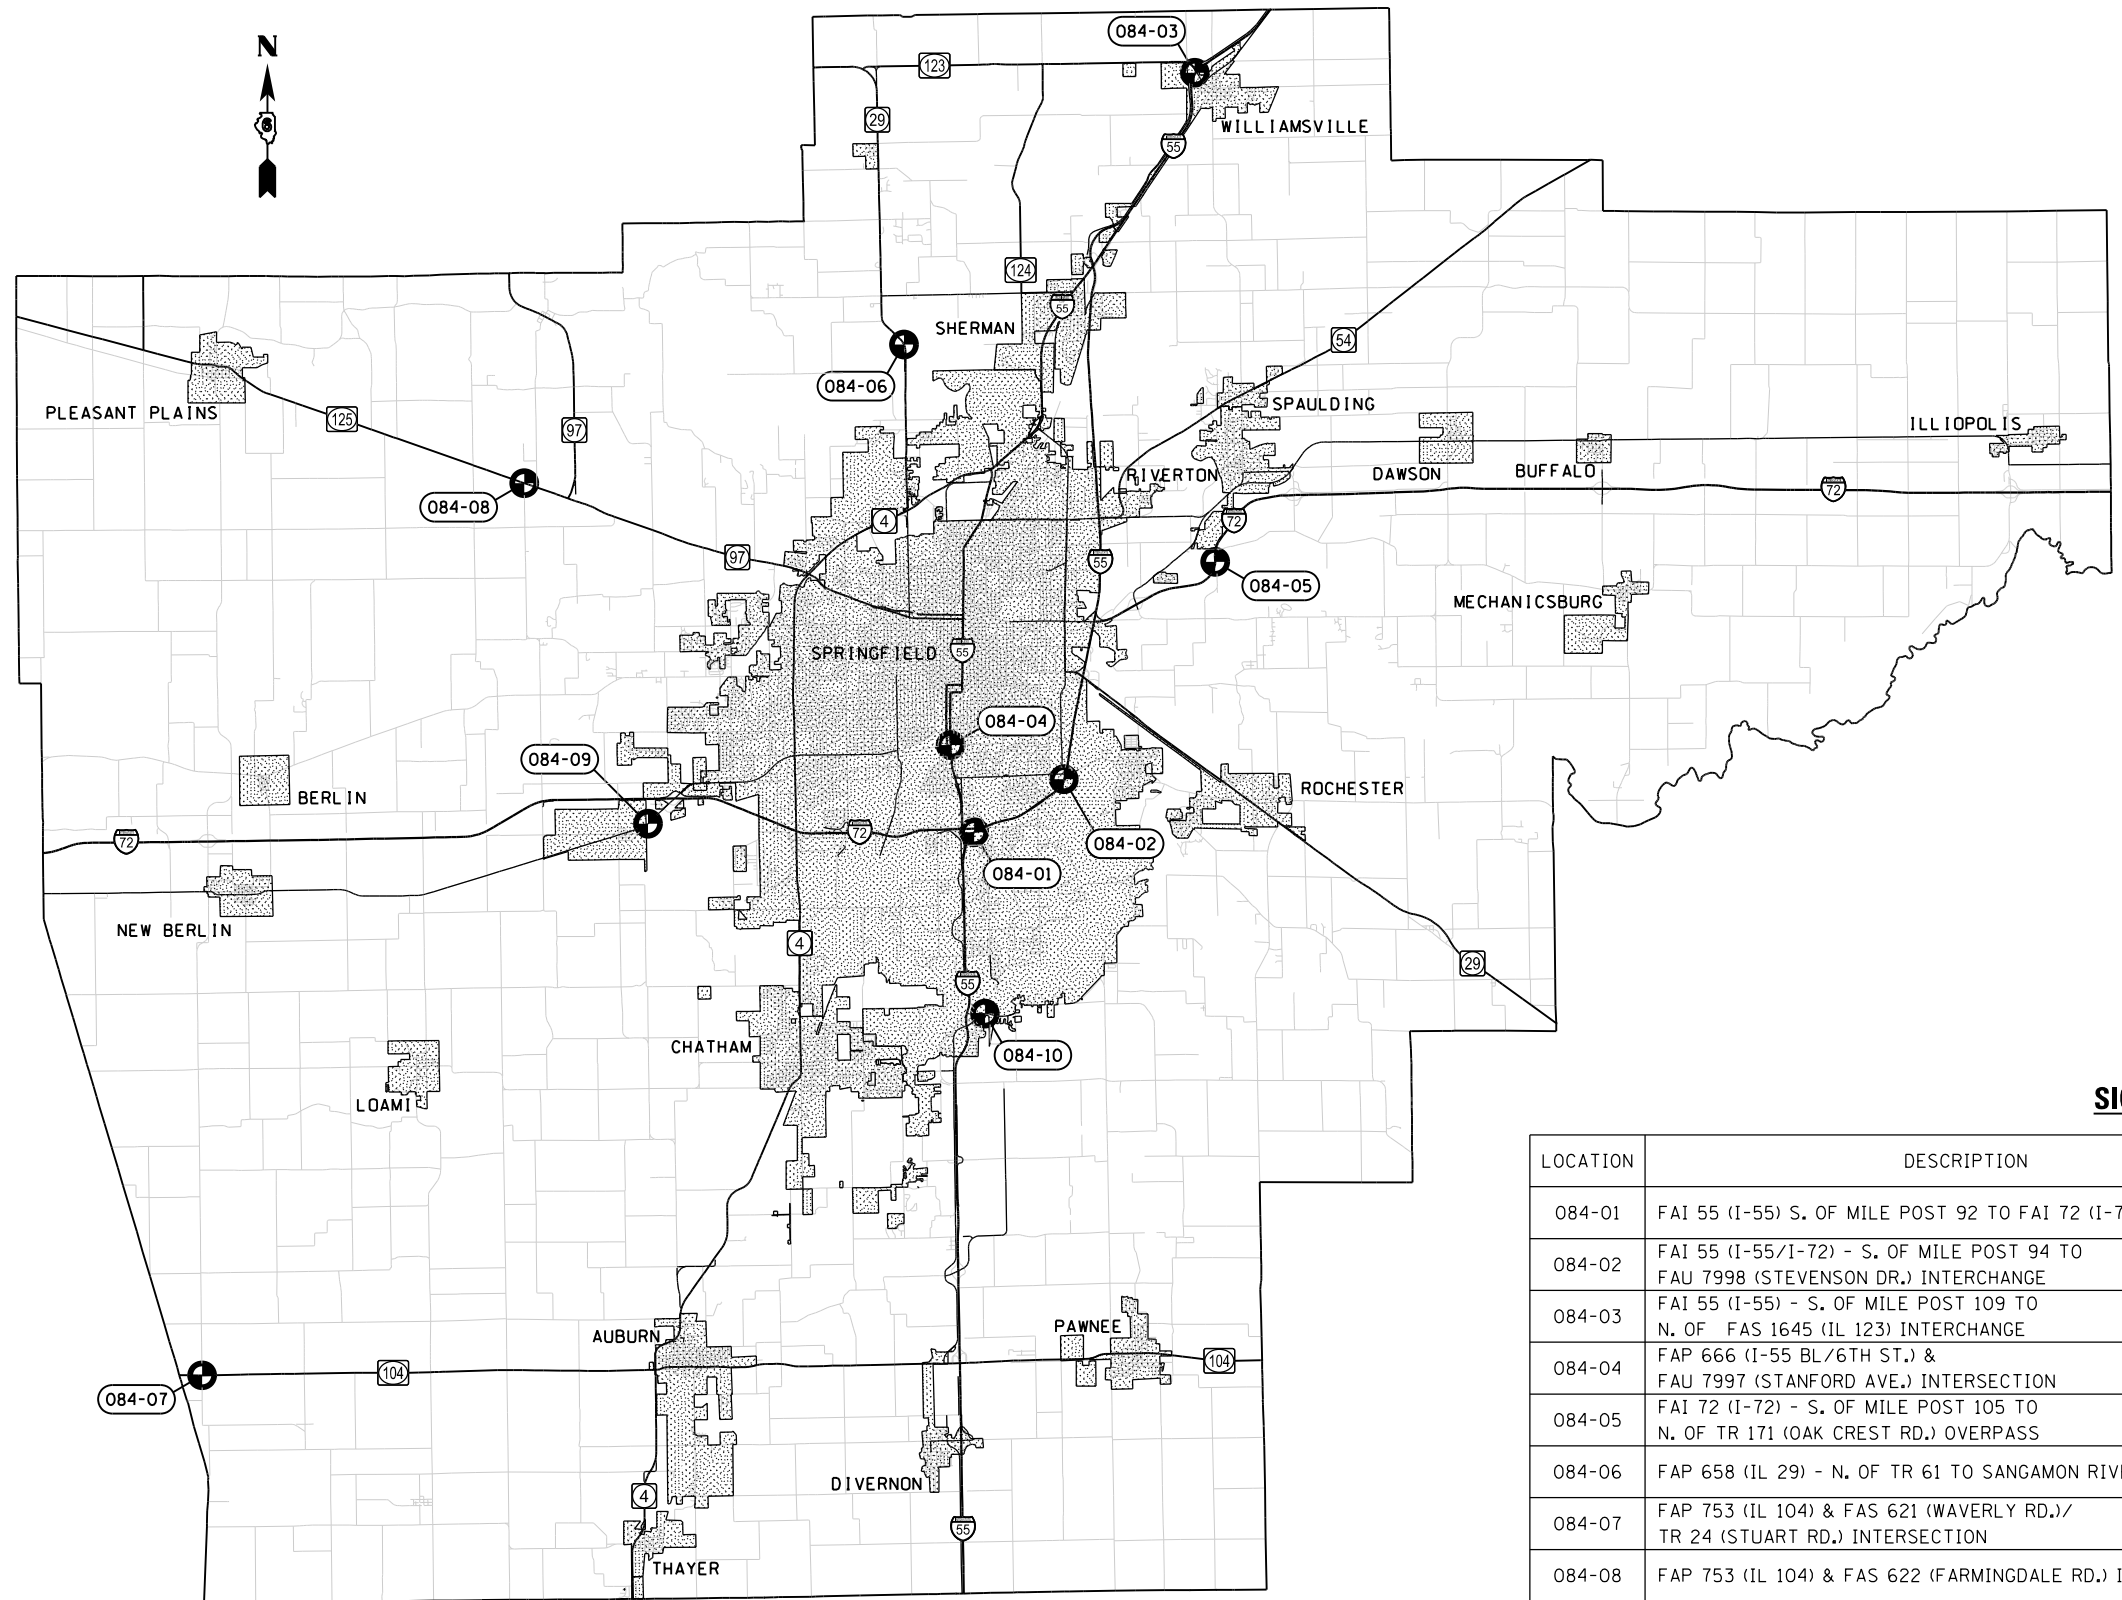 084-03
N
123
29
6
WILLIAMSVILLE
55
124
55
SHERMAN
54
084-06
SPAULDING
PLEASANT PLAINS
125
97
ILLIOPOLIS
RIVERTON
DAWSON
BUFFALO
72
084-08
4
72
97
55
084-05
MECHANICSBURG
SPRINGFIELD
55
084-04
084-09
BERLIN
ROCHESTER
72
72
084-02
084-01
NEW BERLIN
4
29
55
CHATHAM
084-10
LOAMI
AUBURN
PAWNEE
104
104
084-07
DIVERNON
4
55
THAYER
LOCATION DESCRIPTION
084-01 FAI 55 (I-55) S. OF MILE POST 92 TO FAI 72 (I-7
084-02 FAI 55 (I-55/I-72) - S. OF MILE POST 94 TO
FAU 7998 (STEVENSON DR.) INTERCHANGE
084-03 FAI 55 (I-55) - S. OF MILE POST 109 TO
N. OF FAS 1645 (IL 123) INTERCHANGE
084-04 FAP 666 (I-55 BL/6TH ST.) &
FAU 7997 (STANFORD AVE.) INTERSECTION
084-05 FAI 72 (I-72) - S. OF MILE POST 105 TO
N. OF TR 171 (OAK CREST RD.) OVERPASS
084-06 FAP 658 (IL 29) - N. OF TR 61 TO SANGAMON RIV
084-07 FAP 753 (IL 104) & FAS 621 (WAVERLY RD.)/
TR 24 (STUART RD.) INTERSECTION
084-08 FAP 753 (IL 104) & FAS 622 (FARMINGDALE RD.) I